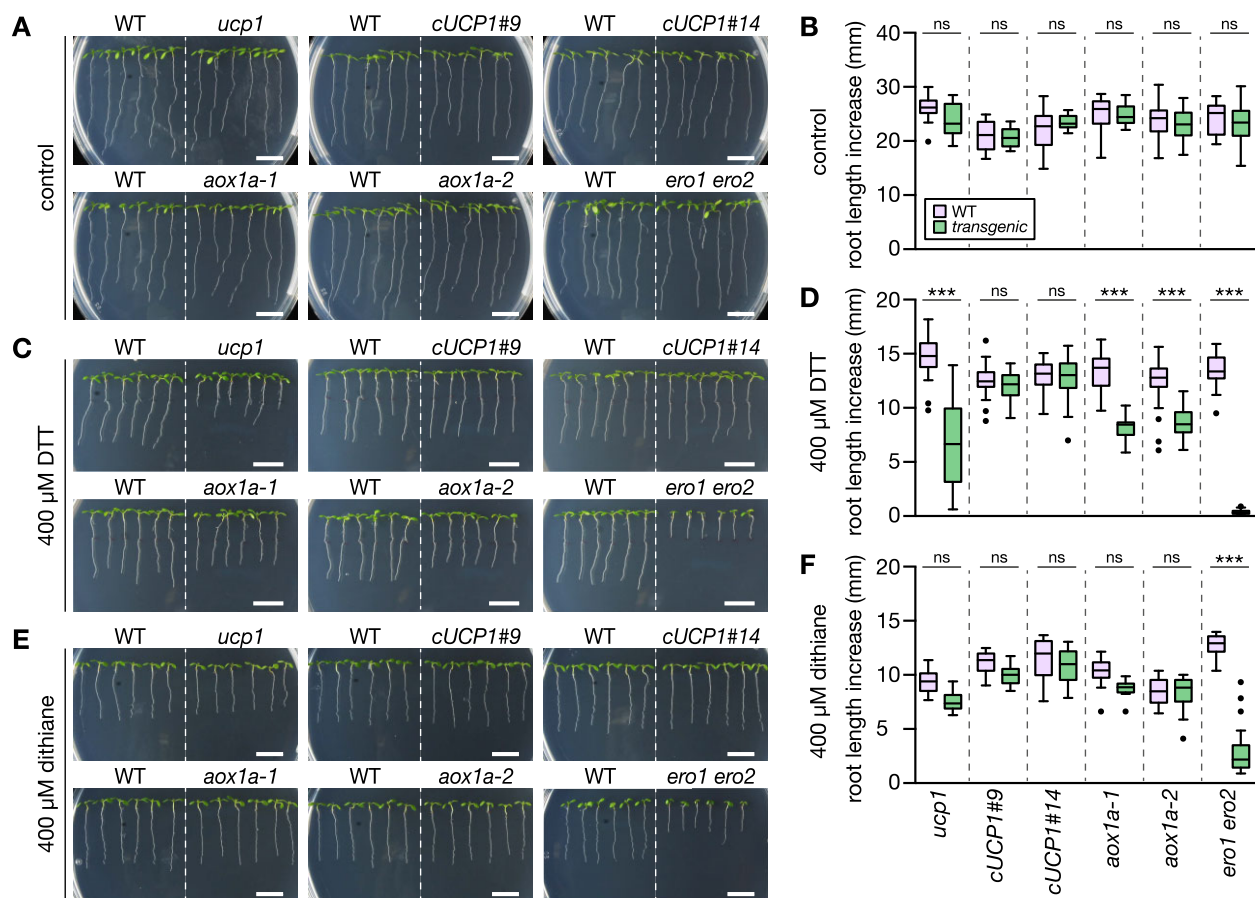 A
WT ucp1 WT cUCP1#9 WT cUCP1#14
control
WT aox1a-1 WT aox1a-2 WT ero1 ero2
B
control
root length increase (mm)
ns ns ns ns ns ns
40
30
20
10
0
WT
transgenic
C
WT ucp1 WT cUCP1#9 WT cUCP1#14
400 µM DTT
WT aox1a-1 WT aox1a-2 WT ero1 ero2
D
400 µM DTT
root length increase (mm)
*** ns ns *** *** ***
20
15
10
5
0
E
WT ucp1 WT cUCP1#9 WT cUCP1#14
400 µM dithiane
WT aox1a-1 WT aox1a-2 WT ero1 ero2
F
400 µM dithiane
root length increase (mm)
ns ns ns ns ns ***
20
15
10
5
0
ucp1
cUCP1#9
cUCP1#14
aox1a-1
aox1a-2
ero1 ero2